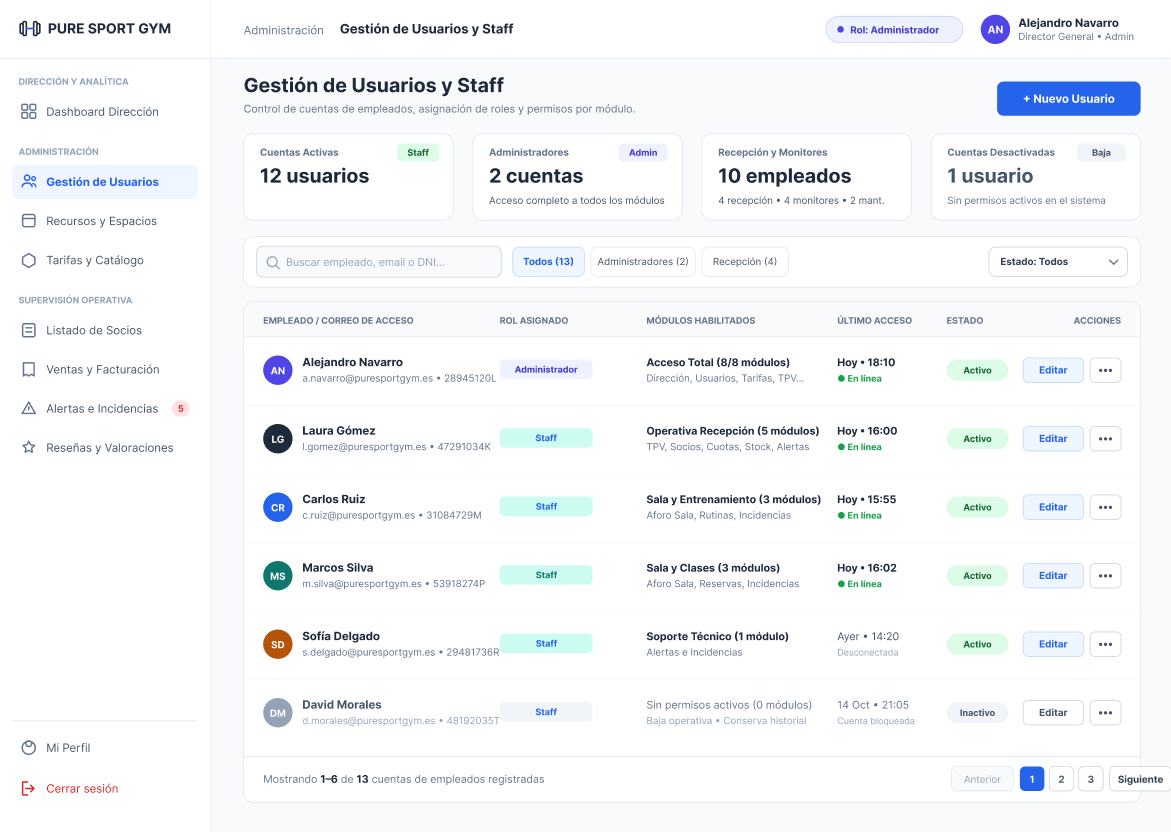 PURE SPORT GYM
Administración
Gestión de Usuarios y Staff
Rol: Administrador
AN
Alejandro Navarro
Director General • Admin
DIRECCIÓN Y ANALÍTICA
Dashboard Dirección
ADMINISTRACIÓN
Gestión de Usuarios
Recursos y Espacios
Tarifas y Catálogo
SUPERVISIÓN OPERATIVA
Listado de Socios
Ventas y Facturación
Alertas e Incidencias 5
Reseñas y Valoraciones
Mi Perfil
Cerrar sesión
Gestión de Usuarios y Staff
Control de cuentas de empleados, asignación de roles y permisos por módulo.
+ Nuevo Usuario
Cuentas Activas Staff
12 usuarios
Administradores Admin
2 cuentas
Acceso completo a todos los módulos
Recepción y Monitores
10 empleados
4 recepción • 4 monitores • 2 mant.
Cuentas Desactivadas Baja
1 usuario
Sin permisos activos en el sistema
Buscar empleado, email o DNI...
Todos (13)
Administradores (2)
Recepción (4)
Estado: Todos
EMPLEADO / CORREO DE ACCESO ROL ASIGNADO MÓDULOS HABILITADOS ÚLTIMO ACCESO ESTADO ACCIONES
AN
Alejandro Navarro
a.navarro@puresportgym.es • 28945120L
Administrador
Acceso Total (8/8 módulos)
Dirección, Usuarios, Tarifas, TPV...
Hoy • 18:10
En línea
Activo
Editar
•••
LG
Laura Gómez
l.gomez@puresportgym.es • 47291034K
Staff
Operativa Recepción (5 módulos)
TPV, Socios, Cuotas, Stock, Alertas
Hoy • 16:00
En línea
Activo
Editar
•••
CR
Carlos Ruiz
c.ruiz@puresportgym.es • 31084729M
Staff
Sala y Entrenamiento (3 módulos)
Aforo Sala, Rutinas, Incidencias
Hoy • 15:55
En línea
Activo
Editar
•••
MS
Marcos Silva
m.silva@puresportgym.es • 53918274P
Staff
Sala y Clases (3 módulos)
Aforo Sala, Reservas, Incidencias
Hoy • 16:02
En línea
Activo
Editar
•••
SD
Sofía Delgado
s.delgado@puresportgym.es • 29481736R
Staff
Soporte Técnico (1 módulo)
Alertas e Incidencias
Ayer • 14:20
Desconectada
Activo
Editar
•••
DM
David Morales
d.morales@puresportgym.es • 48192035T
Staff
Sin permisos activos (0 módulos)
Baja operativa • Conserva historial
14 Oct • 21:05
Cuenta bloqueada
Inactivo
Editar
•••
Mostrando 1–6 de 13 cuentas de empleados registradas
Anterior 1 2 3 Siguiente